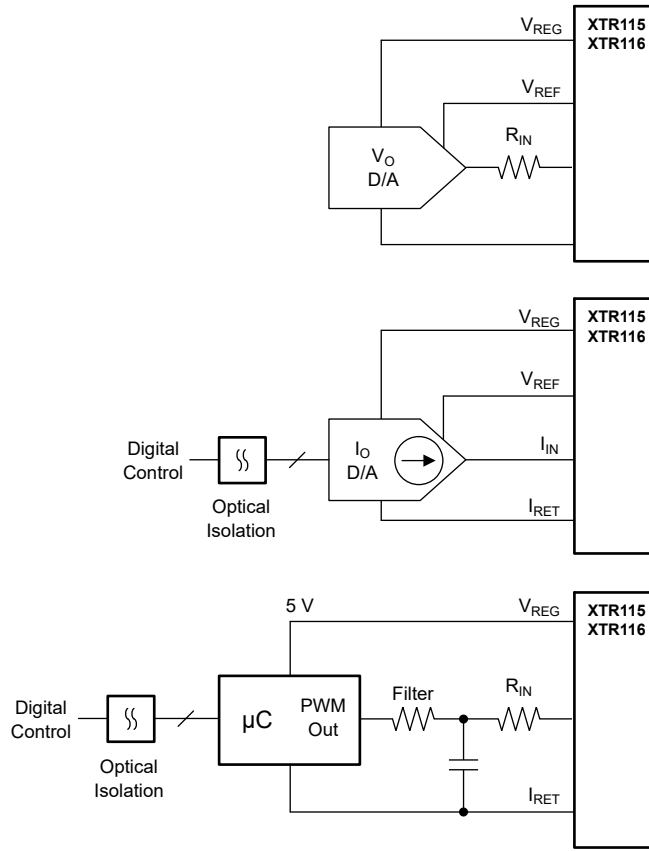 V_REG
XTR115
XTR116
V_REF
R_IN
V_O
D/A
V_REG
XTR115
XTR116
V_REF
Digital
Control
I_O
D/A
I_IN
Optical
Isolation
I_RET
5 V
V_REG
XTR115
XTR116
Digital
Control
µC
PWM
Out
Filter
R_IN
Optical
Isolation
I_RET